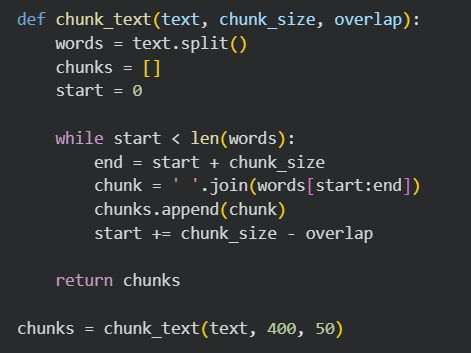 def chunk_text(text, chunk_size, overlap):
    words = text.split()
    chunks = []
    start = 0

    while start < len(words):
        end = start + chunk_size
        chunk = ' '.join(words[start:end])
        chunks.append(chunk)
        start += chunk_size - overlap

    return chunks

chunks = chunk_text(text, 400, 50)